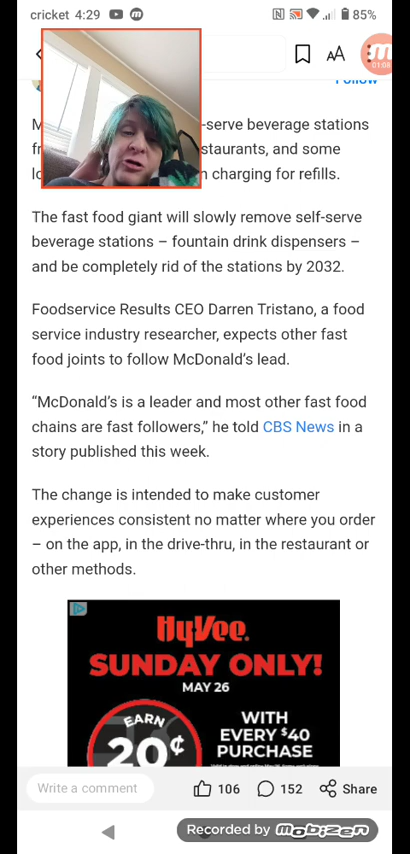 cricket 4:29
85%
AA
01:08
M
-serve beverage stations
staurants, and some
charging for refills.
The fast food giant will slowly remove self-serve
beverage stations – fountain drink dispensers –
and be completely rid of the stations by 2032.
Foodservice Results CEO Darren Tristano, a food
service industry researcher, expects other fast
food joints to follow McDonald's lead.
“McDonald's is a leader and most other fast food
chains are fast followers,” he told CBS News in a
story published this week.
The change is intended to make customer
experiences consistent no matter where you order
– on the app, in the drive-thru, in the restaurant or
other methods.
HyVee.
SUNDAY ONLY!
MAY 26
EARN
20¢
WITH
EVERY $40
PURCHASE
Write a comment
106
152
Share
Recorded by mobizen